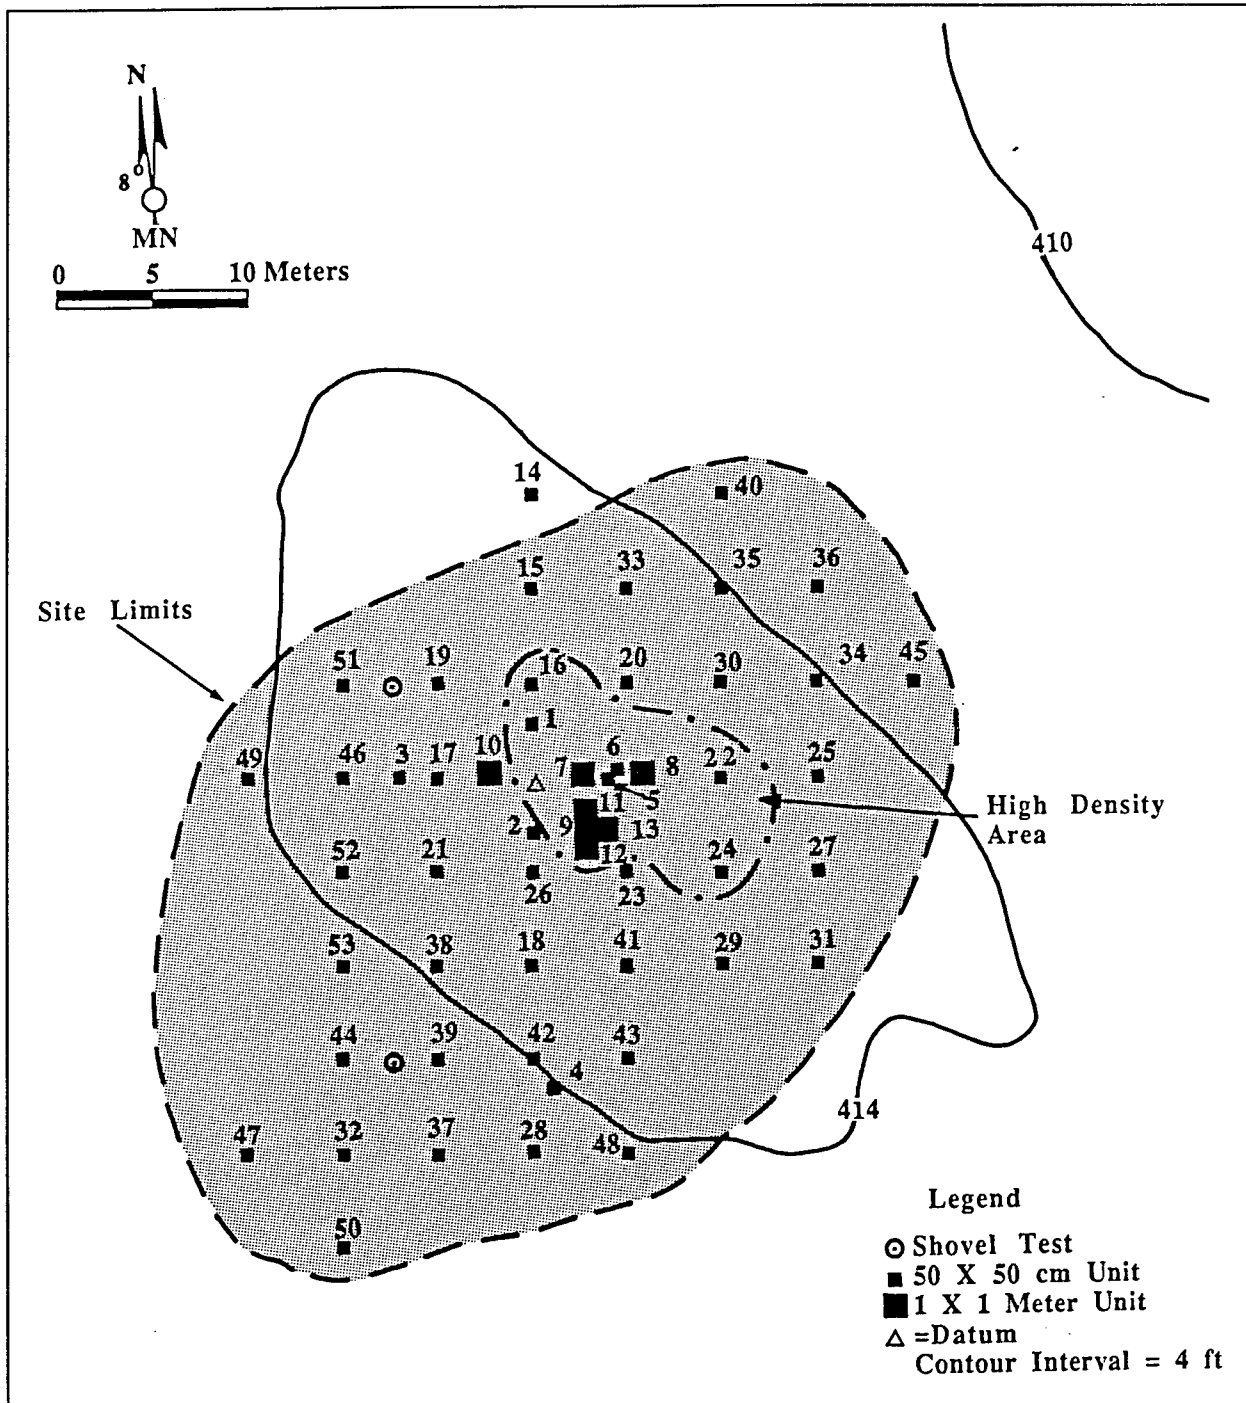 N
8°
MN
0 5 10 Meters
410
14
40
15 33 35 36
Site Limits
51 19 16 20 30 34 45
1
49 46 3 17 10 7 6 8 22 25
11 5
High Density
Area
2 9 13
52 21 12 24 27
26 23
53 38 18 41 29 31
44 39 42 43
4
414
47 32 37 28 48
50
Legend
Shovel Test
50 X 50 cm Unit
1 X 1 Meter Unit
=Datum
Contour Interval = 4 ft